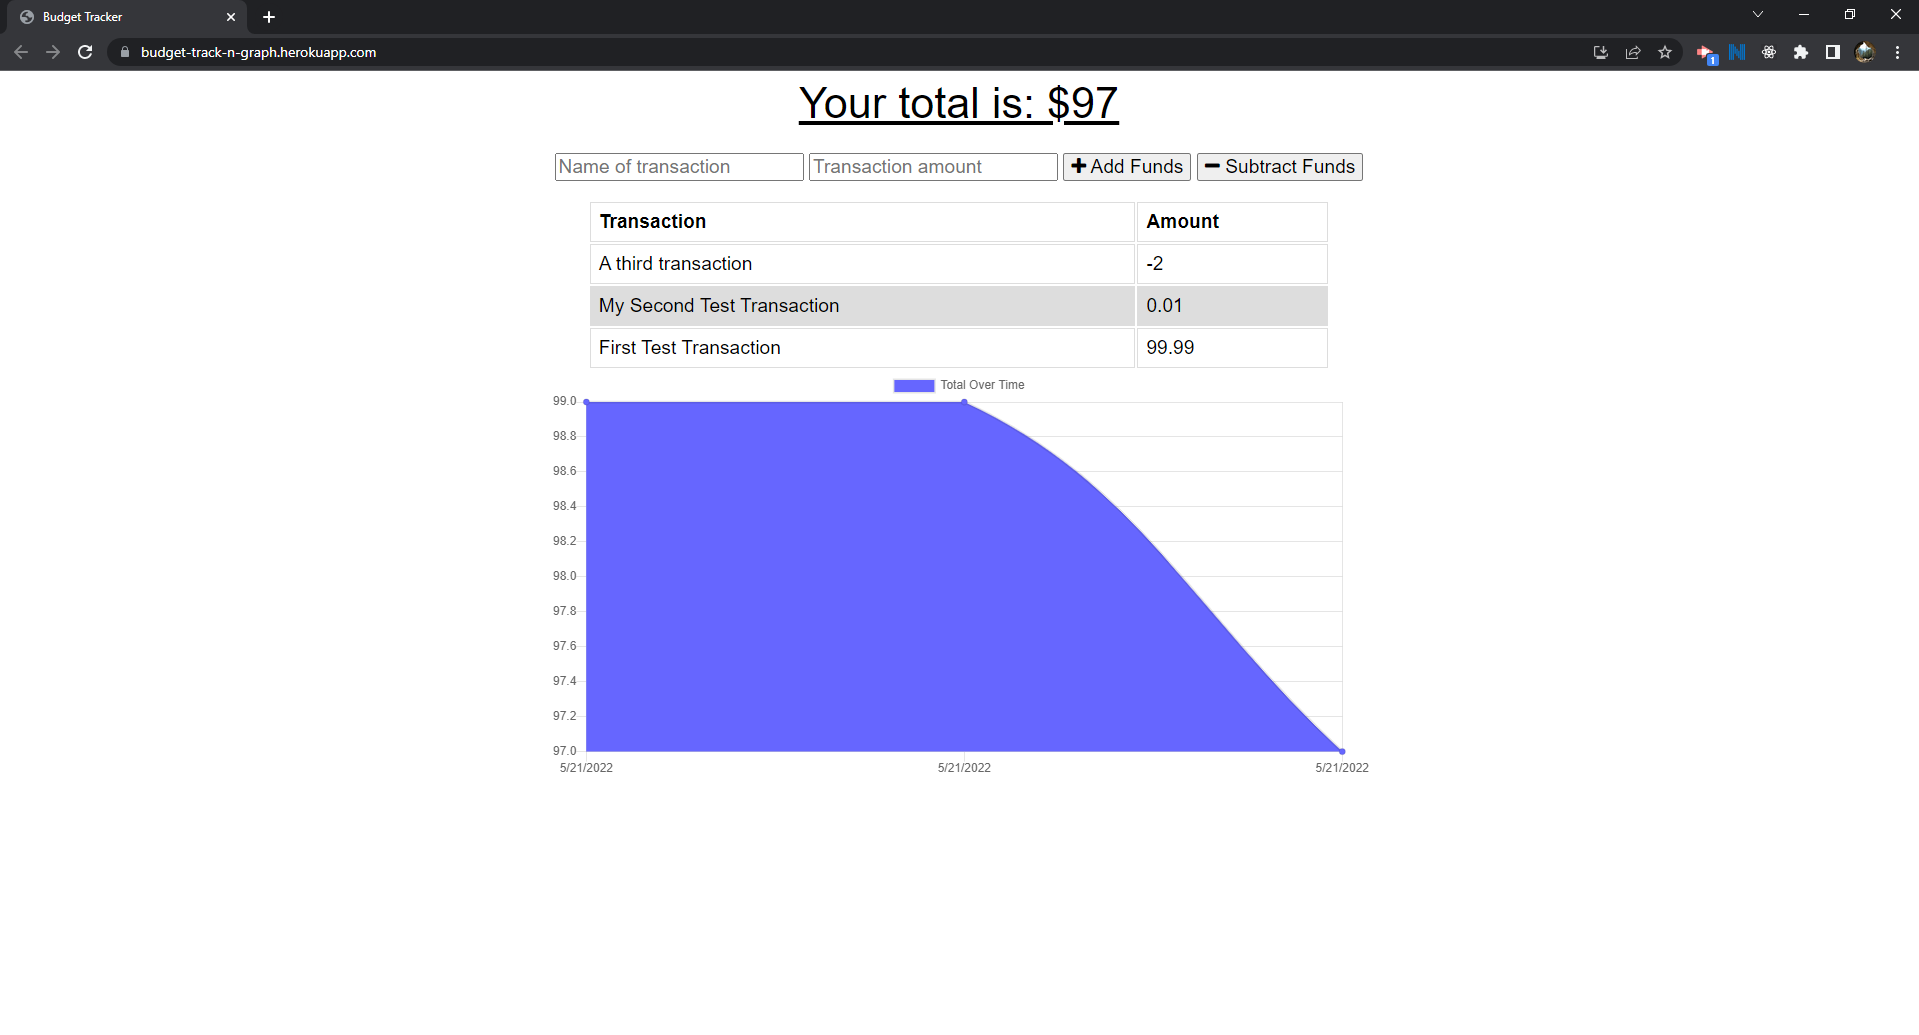 Budget Tracker
budget-track-n-graph.herokuapp.com
1
Your total is: $97
Name of transaction Transaction amount Add Funds Subtract Funds
Transaction Amount
A third transaction -2
My Second Test Transaction 0.01
First Test Transaction 99.99
Total Over Time
99.0
98.8
98.6
98.4
98.2
98.0
97.8
97.6
97.4
97.2
97.0
5/21/2022 5/21/2022 5/21/2022